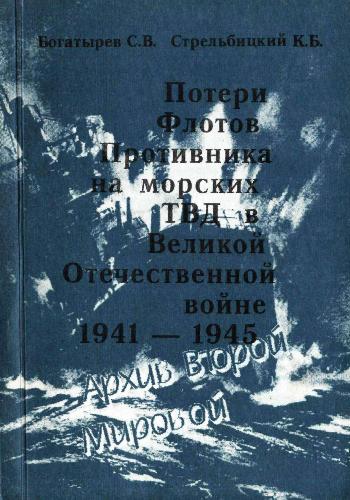 Богатырев С.В. Стрельбицкий К.Б.
Потери
Флотов
Противника
на морских
ТВД в
Великой
Отечественной
войне
1941 — 1945
Архив Второй
Мировой